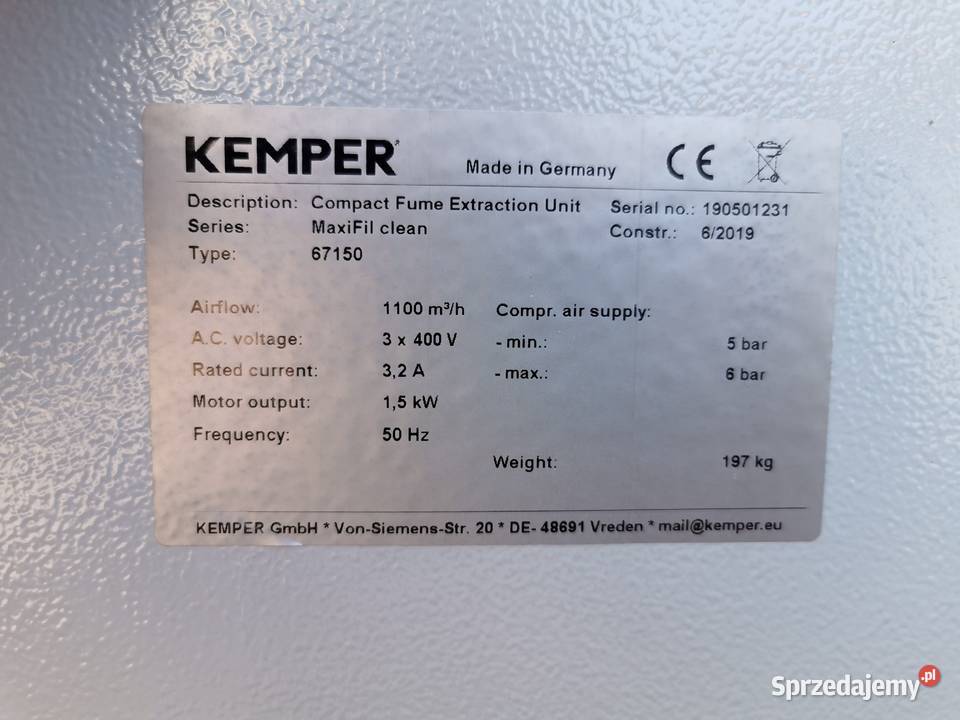 KEMPER
Made in Germany
CE
Description: Compact Fume Extraction Unit
Serial no.: 190501231
Series: MaxiFil clean
Constr.: 6/2019
Type: 67150
Airflow: 1100 m³/h
Compr. air supply:
A.C. voltage: 3 x 400 V
- min.: 5 bar
Rated current: 3,2 A
- max.: 6 bar
Motor output: 1,5 kW
Frequency: 50 Hz
Weight: 197 kg
KEMPER GmbH * Von-Siemens-Str. 20 * DE- 48691 Vreden * mail@kemper.eu
Sprzedajemy.pl